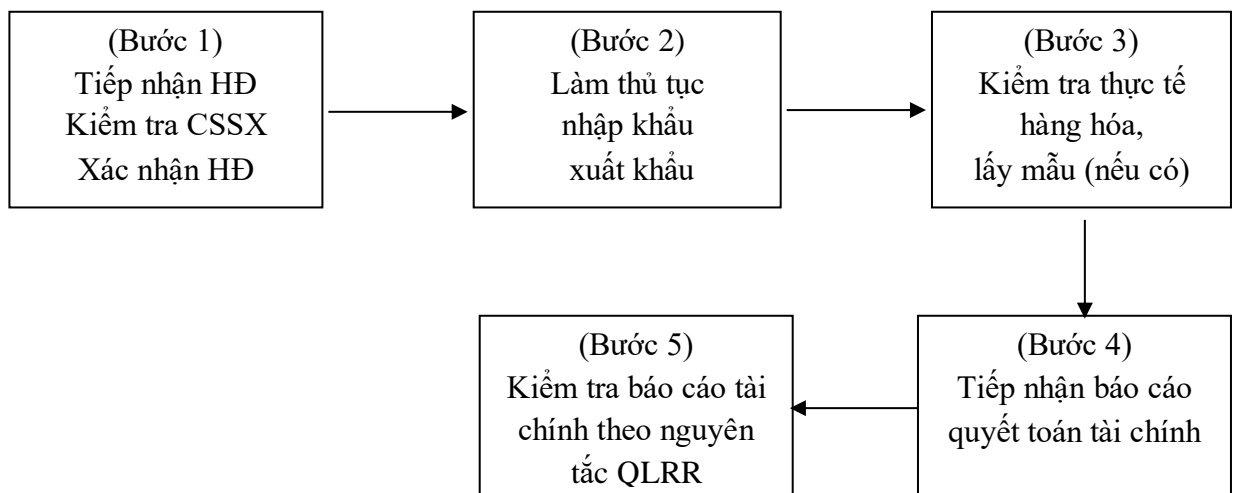 (Bước 1)
Tiếp nhận HĐ
Kiểm tra CSSX
Xác nhận HĐ
(Bước 2)
Làm thủ tục
nhập khẩu
xuất khẩu
(Bước 3)
Kiểm tra thực tế
hàng hóa,
lấy mẫu (nếu có)
(Bước 4)
Tiếp nhận báo cáo
quyết toán tài chính
(Bước 5)
Kiểm tra báo cáo tài
chính theo nguyên
tắc QLRR